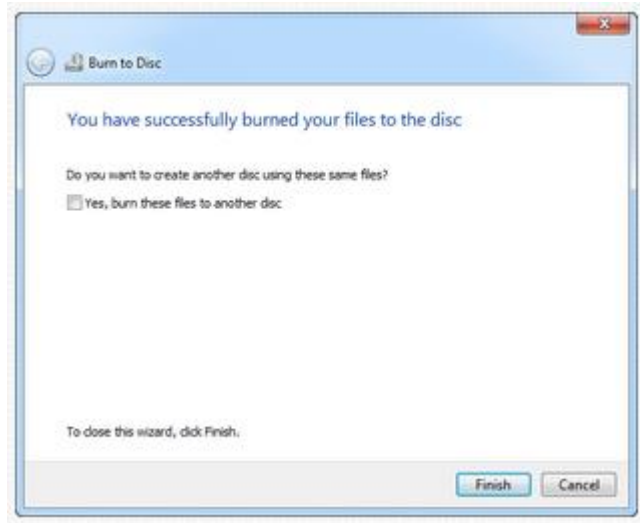 Burn to Disc
You have successfully burned your files to the disc
Do you want to create another disc using these same files?
Yes, burn these files to another disc
To close this wizard, click Finish.
Finish
Cancel